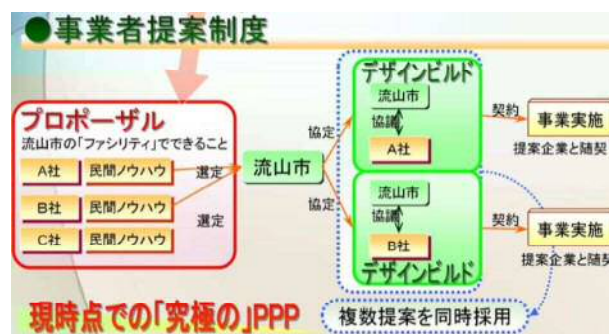 ●事業者提案制度
プロポーザル
流山市の「ファシリティ」でできること
A社 民間ノウハウ 選定
B社 民間ノウハウ
選定
C社 民間ノウハウ
流山市
協定
協定
デザインビルド
流山市
協議
A社
契約
事業実施
提案企業と随契
流山市
協議
B社
デザインビルド
契約
事業実施
提案企業と随契
複数提案を同時採用
現時点での「究極の」PPP